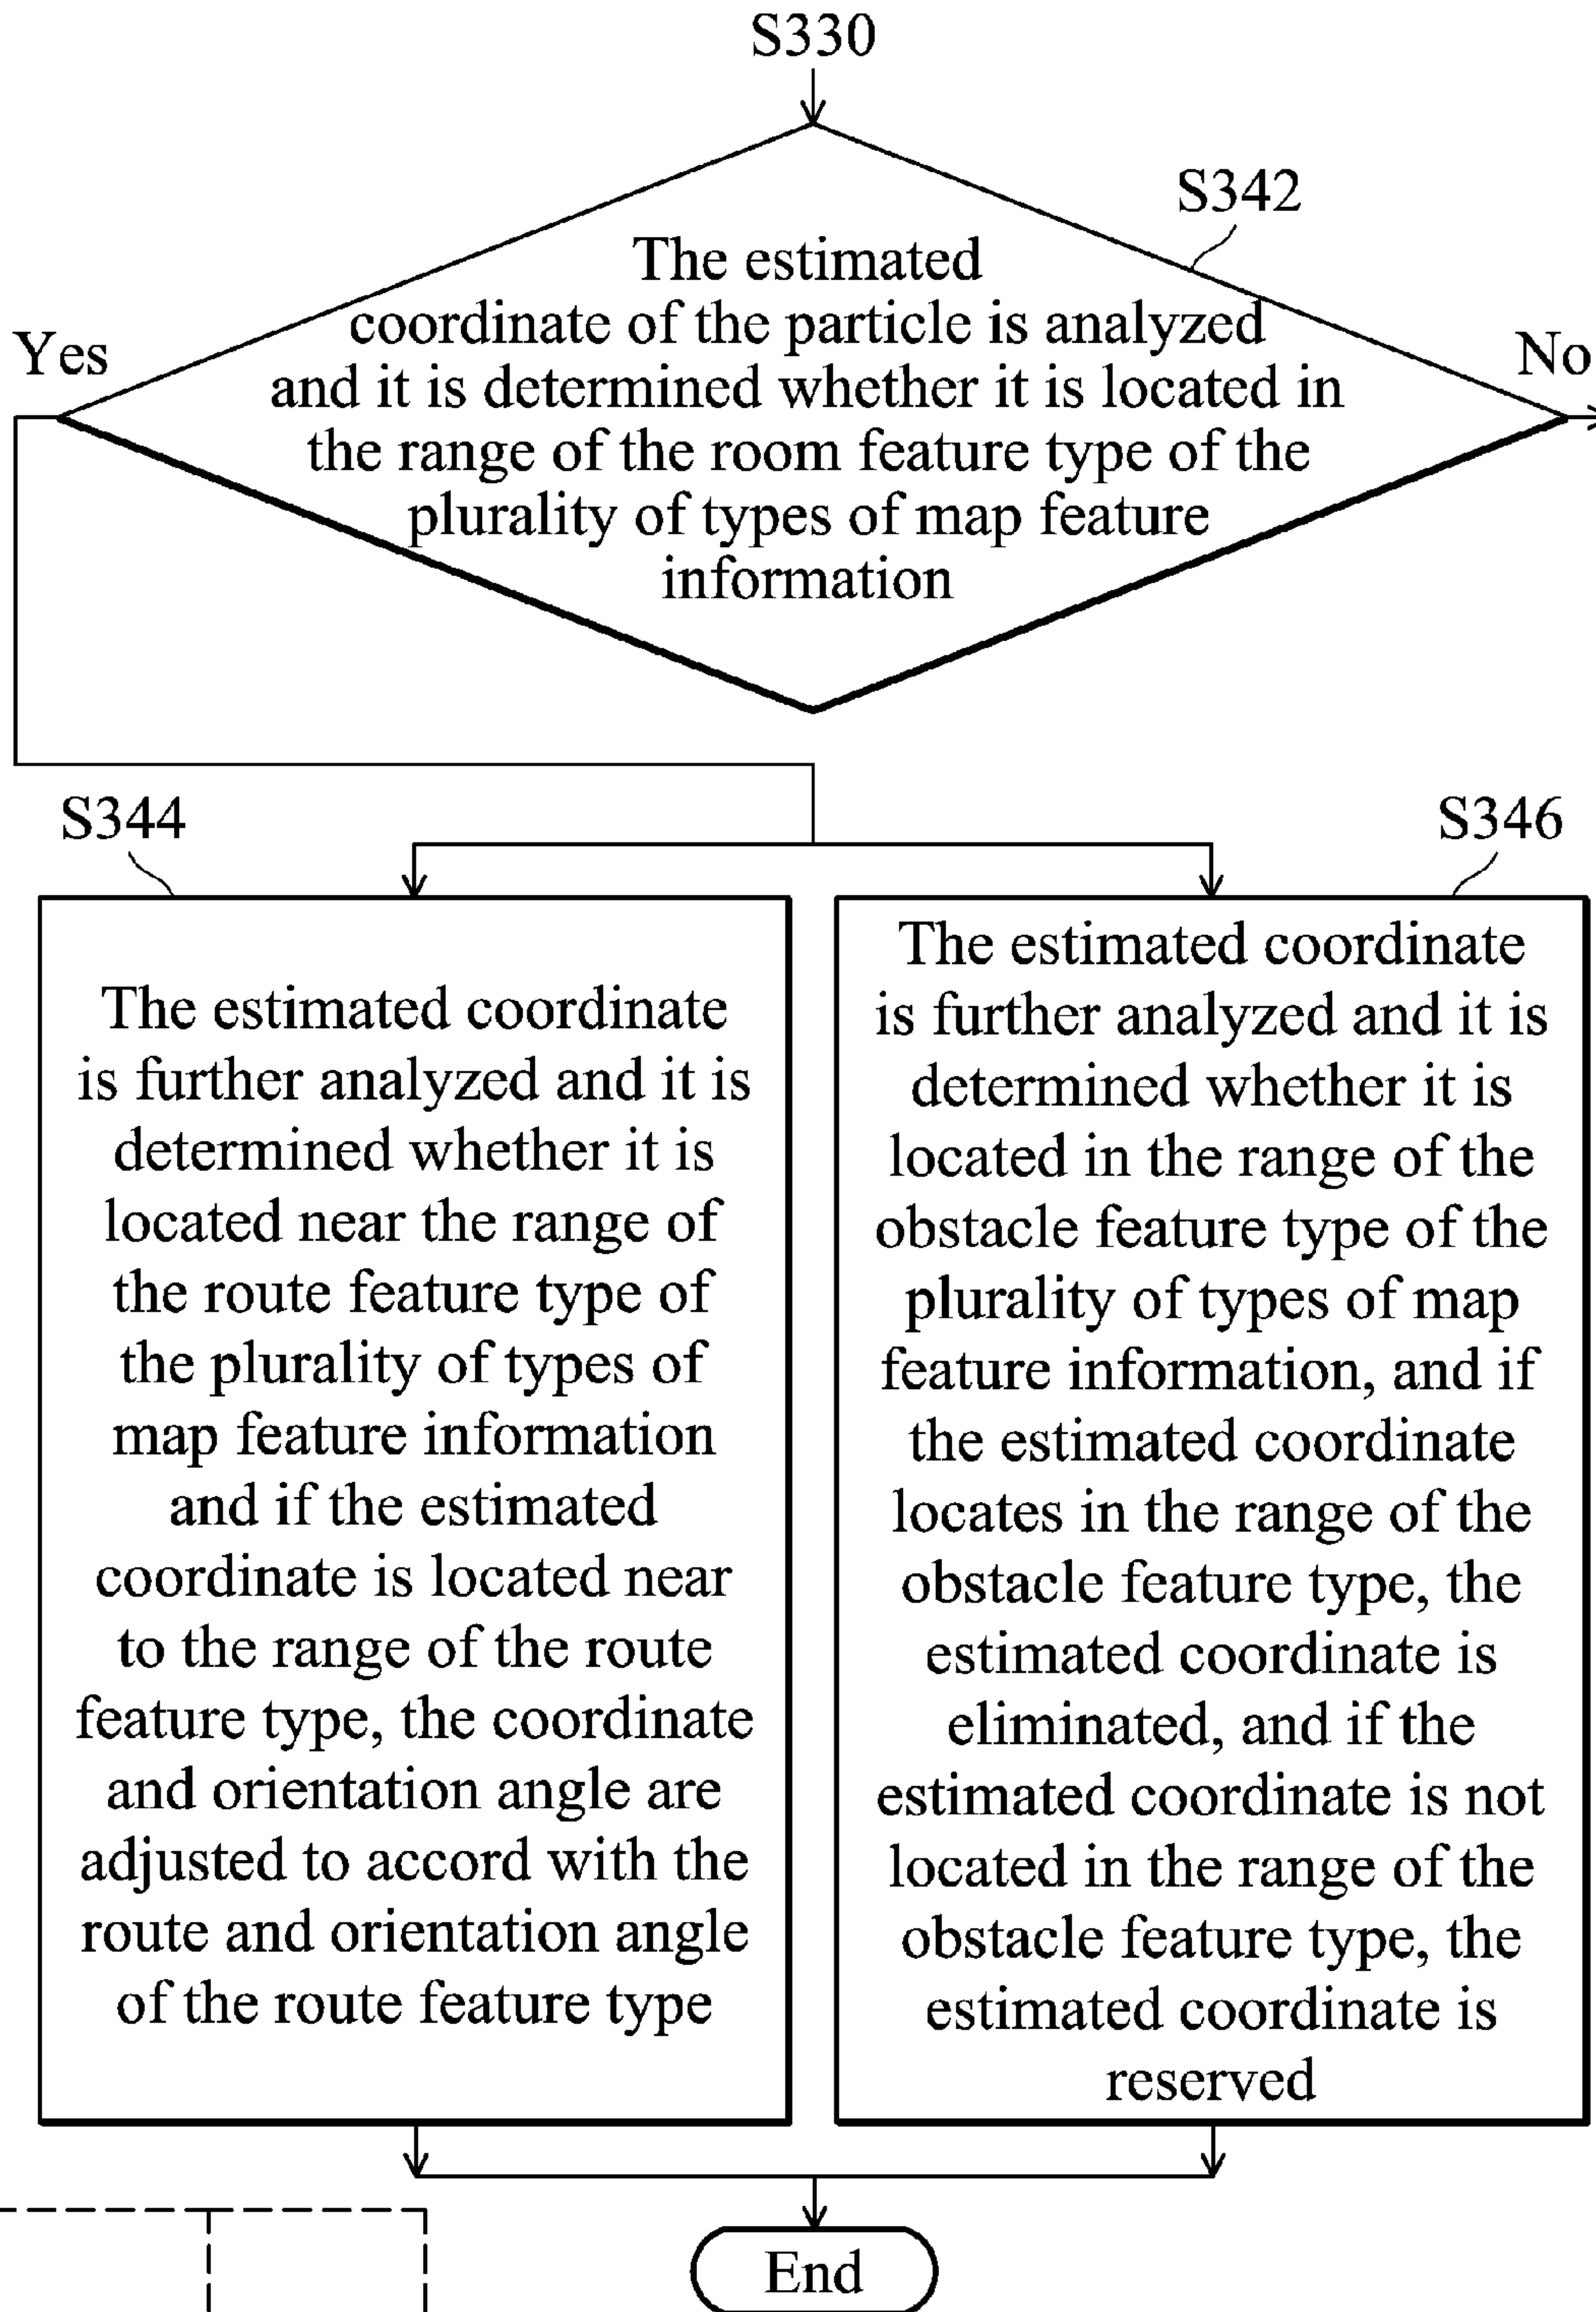 S330
S342
The estimated
coordinate of the particle is analyzed
and it is determined whether it is located in
the range of the room feature type of the
plurality of types of map feature
information
Yes
No
S344
The estimated coordinate
is further analyzed and it is
determined whether it is
located near the range of
the route feature type of
the plurality of types of
map feature information
and if the estimated
coordinate is located near
to the range of the route
feature type, the coordinate
and orientation angle are
adjusted to accord with the
route and orientation angle
of the route feature type
S346
The estimated coordinate
is further analyzed and it is
determined whether it is
located in the range of the
obstacle feature type of the
plurality of types of map
feature information, and if
the estimated coordinate
locates in the range of the
obstacle feature type, the
estimated coordinate is
eliminated, and if the
estimated coordinate is not
located in the range of the
obstacle feature type, the
estimated coordinate is
reserved
End